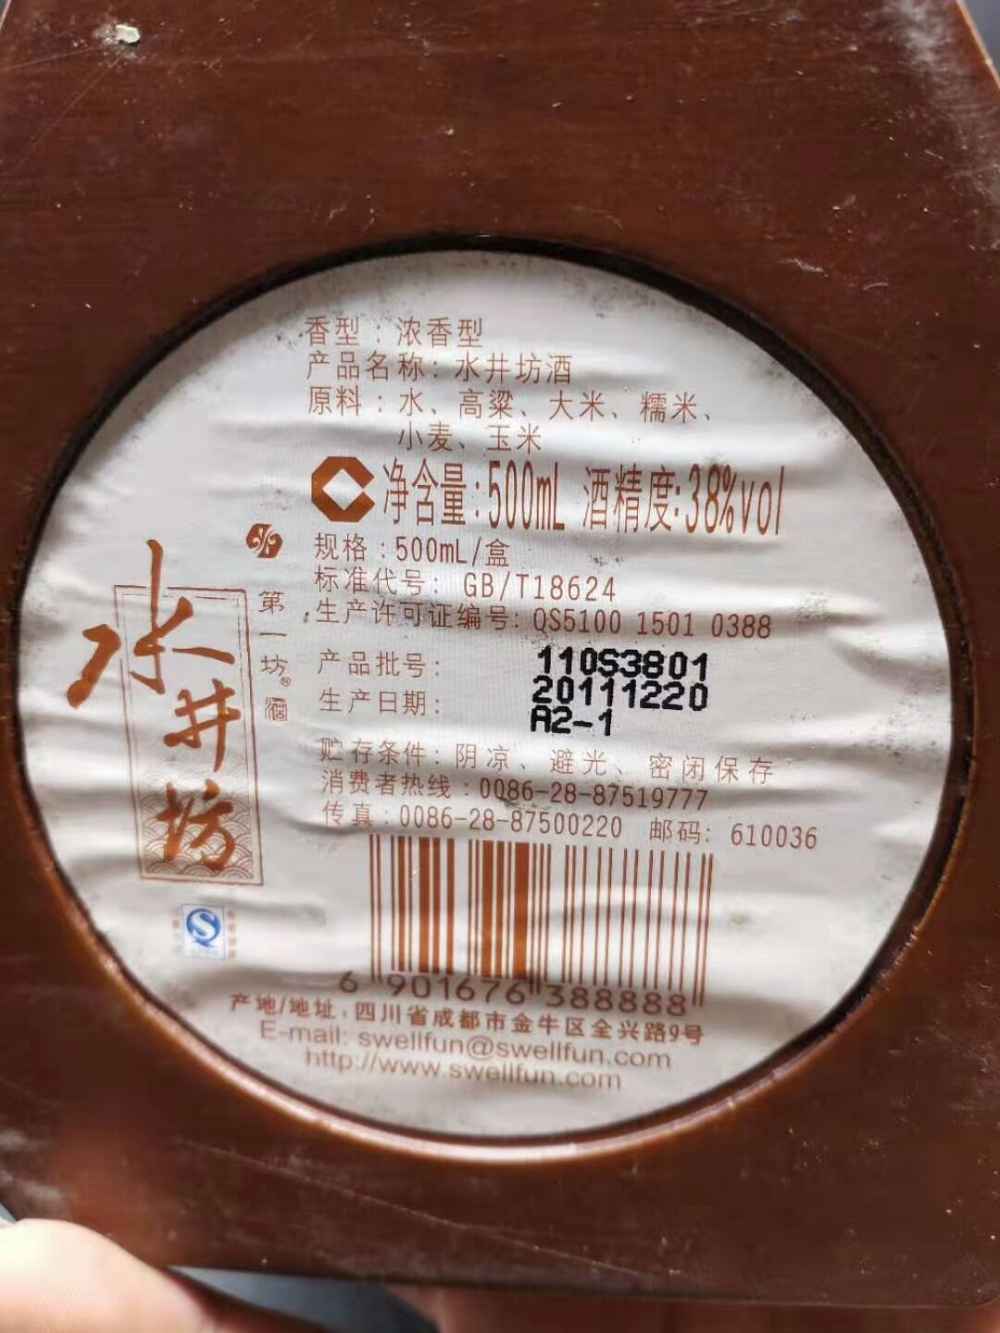 香型：浓香型
产品名称：水井坊酒
原料：水、高粱、大米、糯米、
小麦、玉米
净含量：500mL 酒精度：38%vol
规格：500mL/盒
标准代号： GB/T18624
生产许可证编号：QS5100 1501 0388
产品批号： 110S3801
生产日期： 20111220
A2-1
贮存条件：阴凉、避光、密闭保存
消费者热线：0086-28-87519777
传真：0086-28-87500220 邮码：610036
6 901676 388888
产地/地址：四川省成都市金牛区全兴路9号
E-mail: swellfun@swellfun.com
http://www.swellfun.com
水井坊
第一坊®